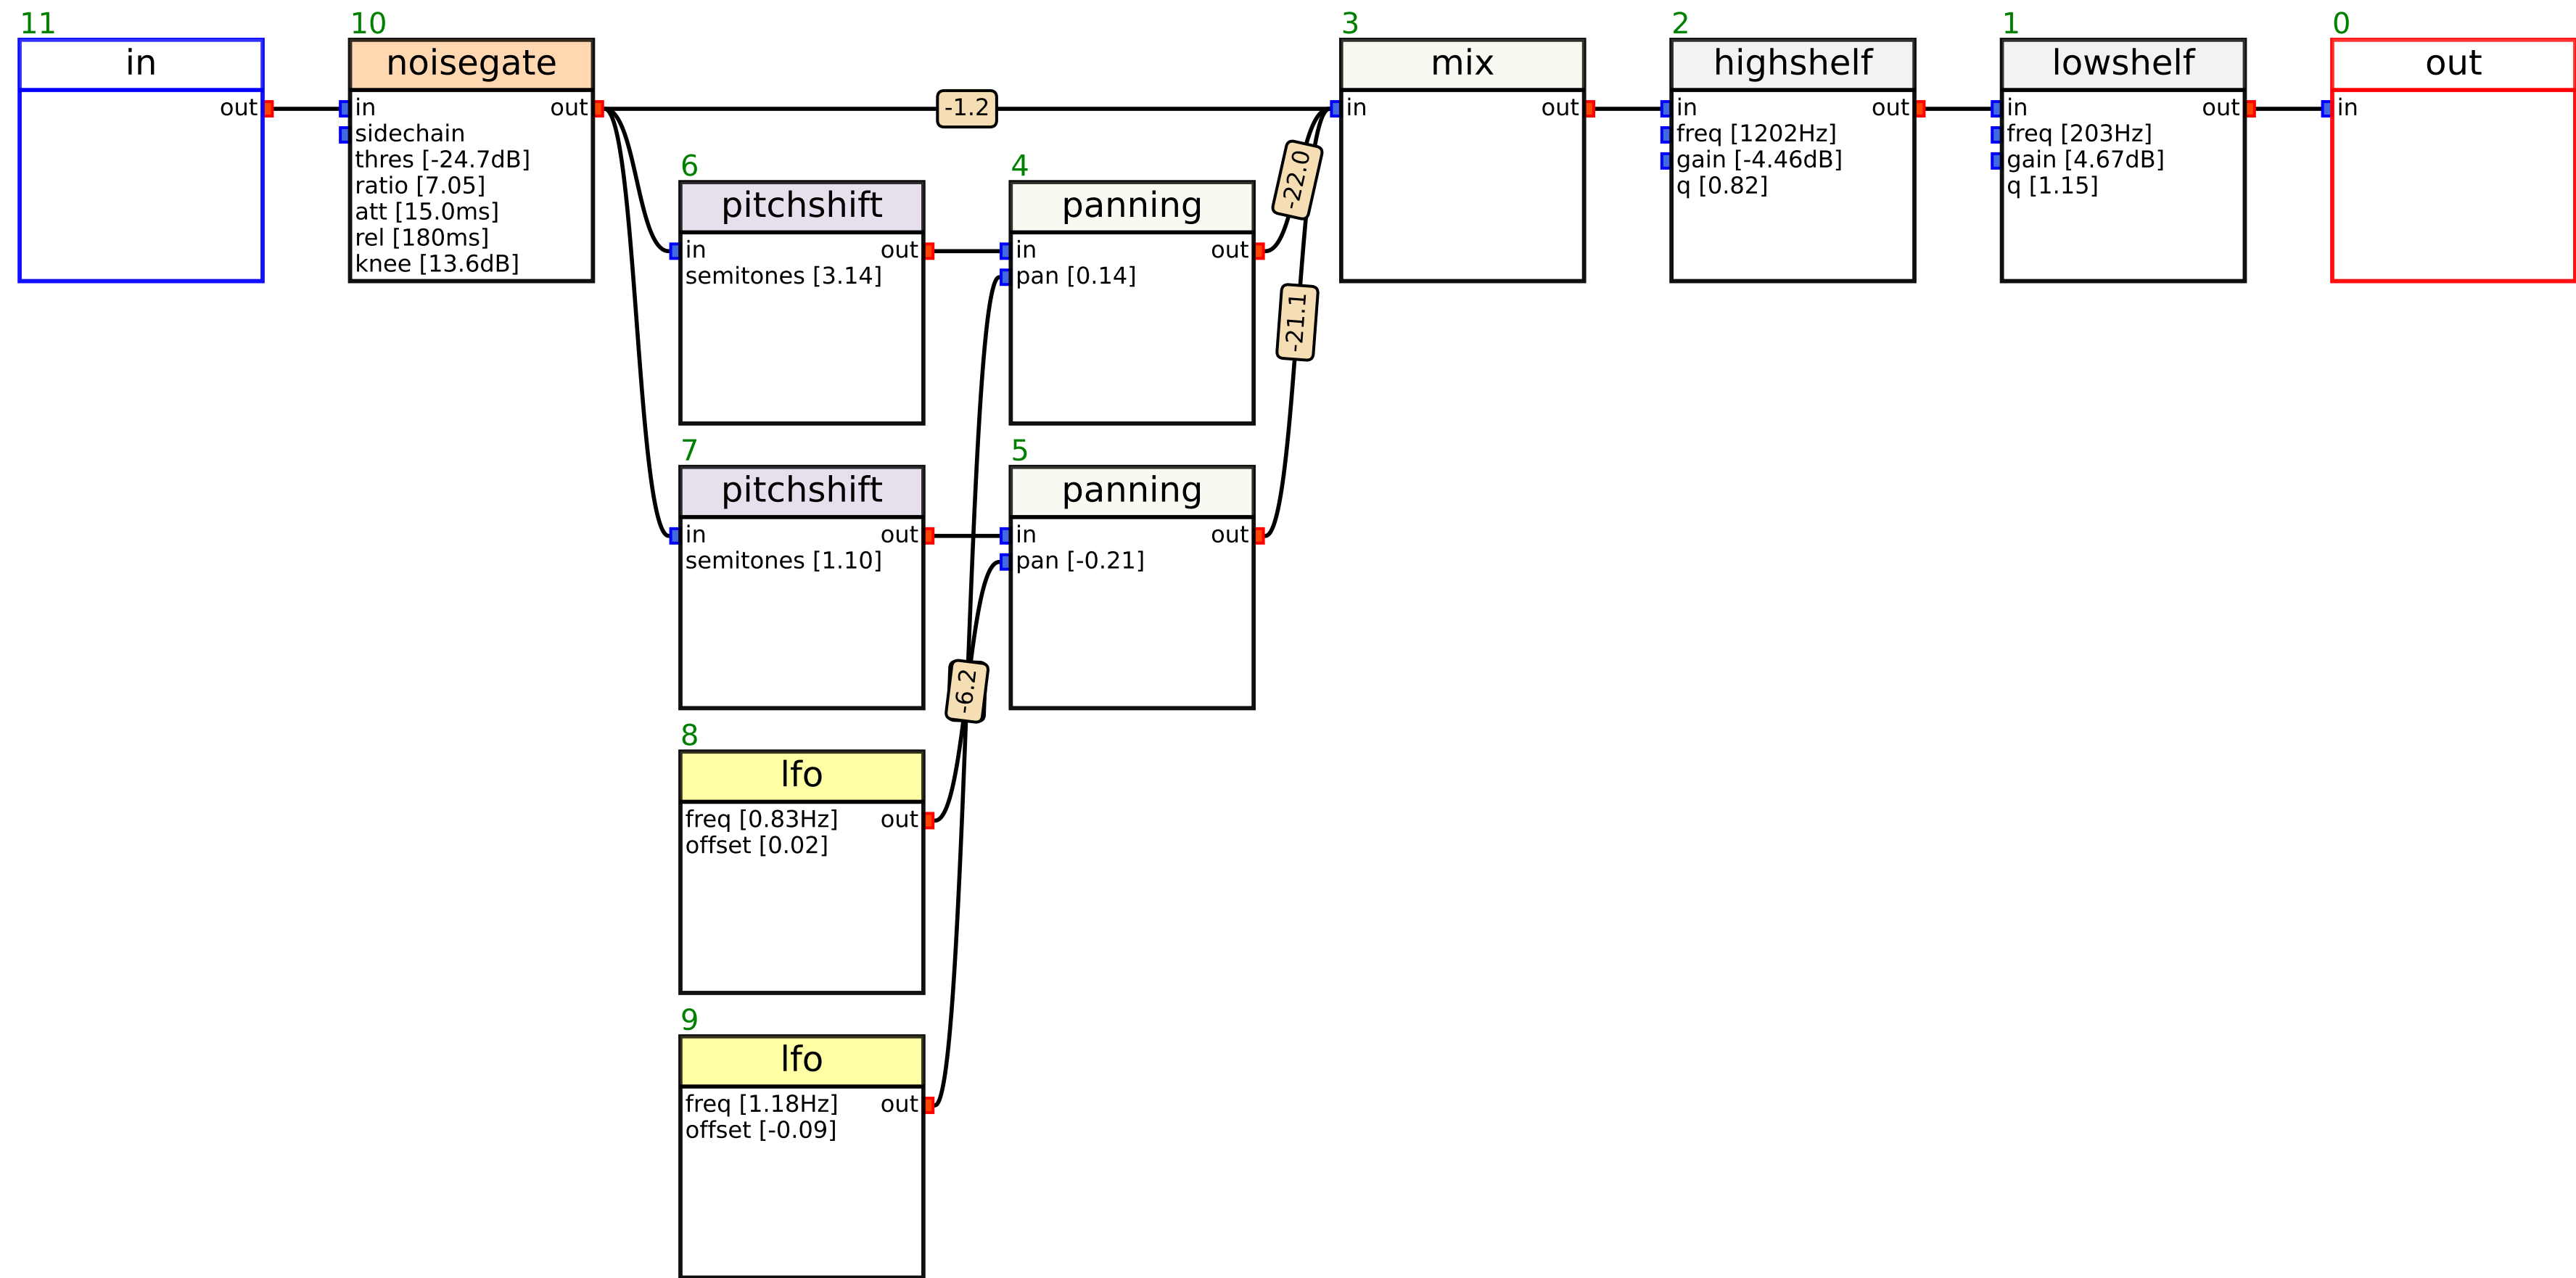 11
in
out
10
noisegate
in
out
sidechain
thres [-24.7dB]
ratio [7.05]
att [15.0ms]
rel [180ms]
knee [13.6dB]
-1.2
6
pitchshift
in
out
semitones [3.14]
4
panning
in
out
pan [0.14]
-22.0
7
pitchshift
in
out
semitones [1.10]
5
panning
in
out
pan [-0.21]
-21.1
-6.2
8
lfo
freq [0.83Hz]
out
offset [0.02]
9
lfo
freq [1.18Hz]
out
offset [-0.09]
3
mix
in
out
2
highshelf
in
out
freq [1202Hz]
gain [-4.46dB]
q [0.82]
1
lowshelf
in
out
freq [203Hz]
gain [4.67dB]
q [1.15]
0
out
in